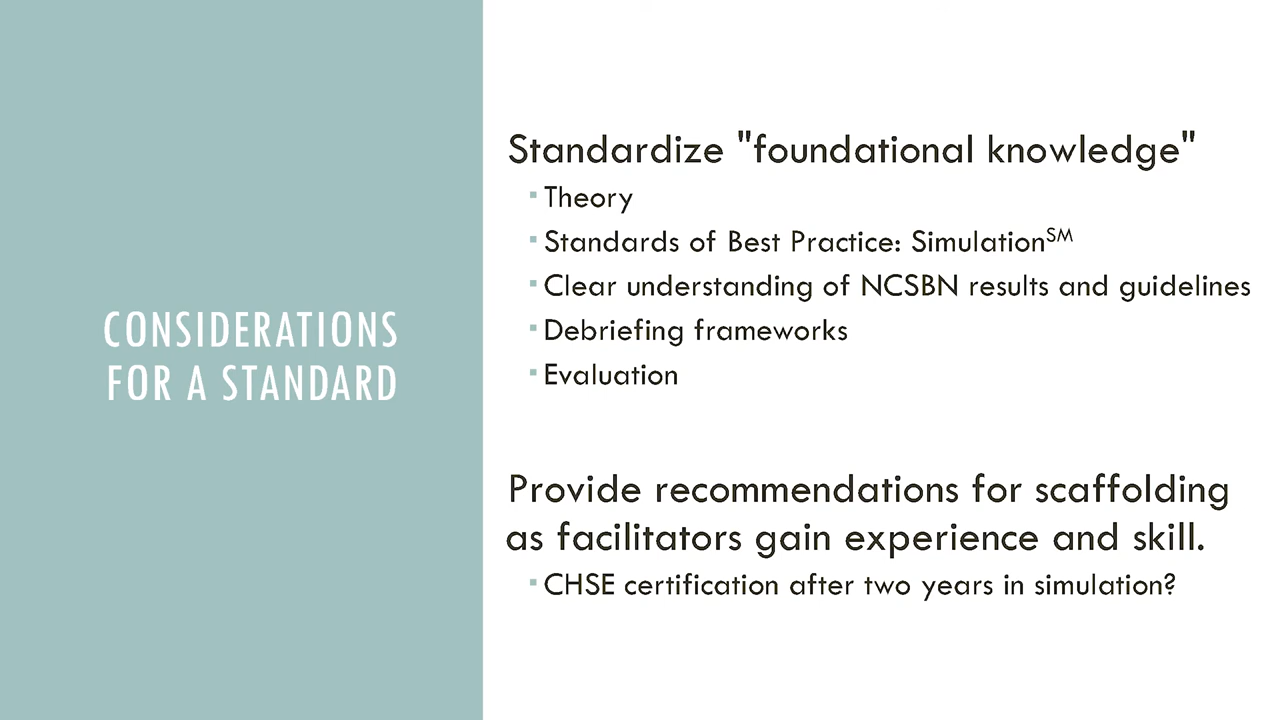 CONSIDERATIONS
FOR A STANDARD
Standardize "foundational knowledge"
▪ Theory
▪ Standards of Best Practice: Simulation℠
▪ Clear understanding of NCSBN results and guidelines
▪ Debriefing frameworks
▪ Evaluation
Provide recommendations for scaffolding
as facilitators gain experience and skill.
▪ CHSE certification after two years in simulation?